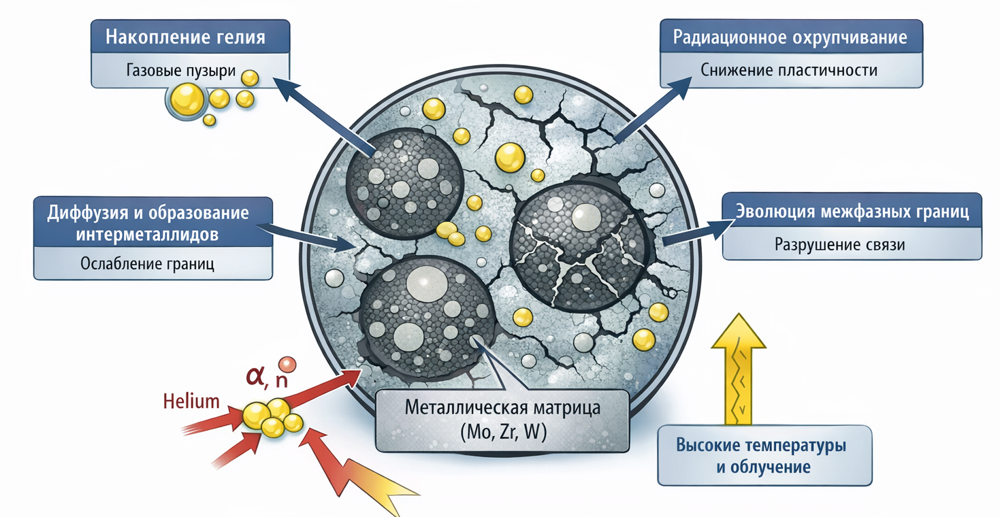 Накопление гелия
Газовые пузыри
Радиационное охрупчивание
Снижение пластичности
Диффузия и образование
интерметаллидов
Ослабление границ
Эволюция межфазных границ
Разрушение связи
α, n
Helium
Металлическая матрица
(Mo, Zr, W)
Высокие температуры
и облучение